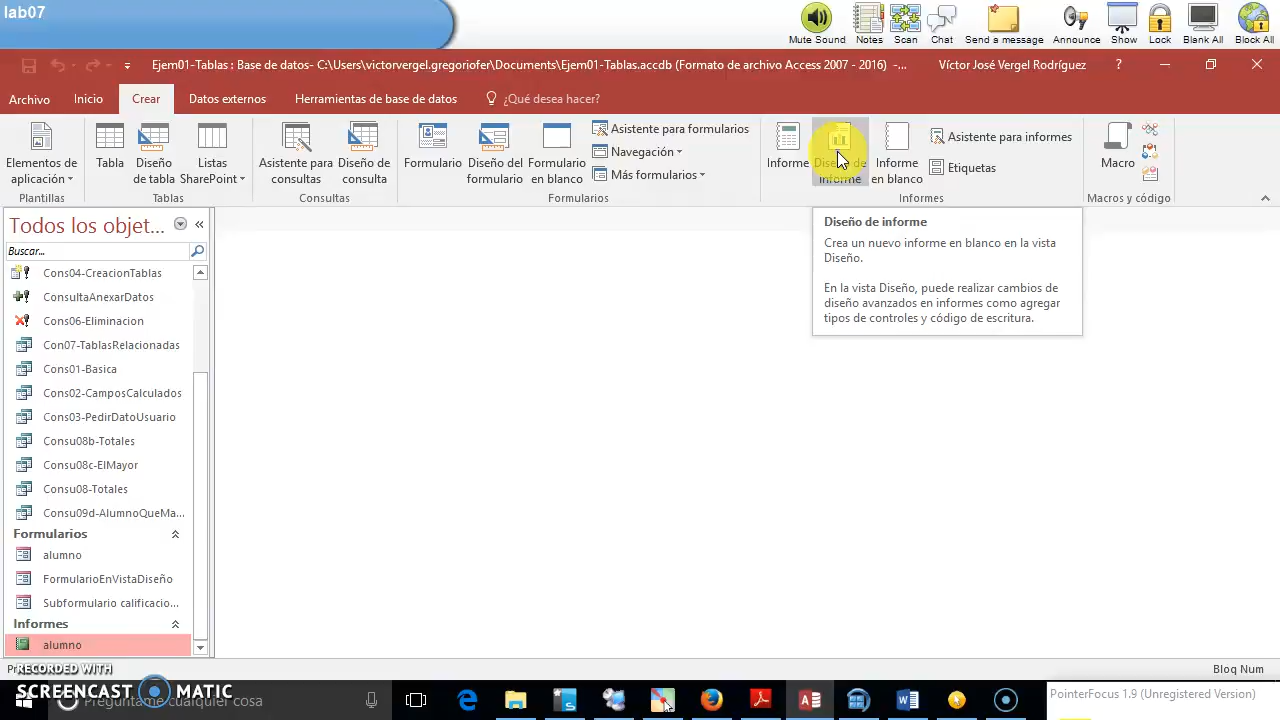 lab07
Mute Sound
Notes
Scan
Chat
Send a message
Announce
Show
Lock
Blank All
Block All
Ejem01-Tablas : Base de datos- C:\Users\victorvergel.gregoriofer\Documents\Ejem01-Tablas.accdb (Formato de archivo Access 2007 - 2016) -...
Víctor José Vergel Rodríguez
?
Archivo
Inicio
Crear
Datos externos
Herramientas de base de datos
¿Qué desea hacer?
Elementos de
aplicación
Plantillas
Tabla
Diseño
de tabla
Listas
SharePoint
Tablas
Asistente para
consultas
Diseño de
consulta
Consultas
Formulario
Diseño del
formulario
Formulario
en blanco
Asistente para formularios
Navegación
Más formularios
Formularios
Informe
Diseño de
informe
Informe
en blanco
Asistente para informes
Etiquetas
Informes
Macro
Macros y código
Diseño de informe
Crea un nuevo informe en blanco en la vista
Diseño.
En la vista Diseño, puede realizar cambios de
diseño avanzados en informes como agregar
tipos de controles y código de escritura.
Todos los objet...
Buscar...
Cons04-CreacionTablas
ConsultaAnexarDatos
Cons06-Eliminacion
Con07-TablasRelacionadas
Cons01-Basica
Cons02-CamposCalculados
Cons03-PedirDatoUsuario
Consu08b-Totales
Consu08c-ElMayor
Consu08-Totales
Consu09d-AlumnoQueMa...
Formularios
alumno
FormularioEnVistaDiseño
Subformulario calificacio...
Informes
alumno
Bloq Num
RECORDED WITH
SCREENCAST MATIC
Pregúntame cualquier cosa
PointerFocus 1.9 (Unregistered Version)